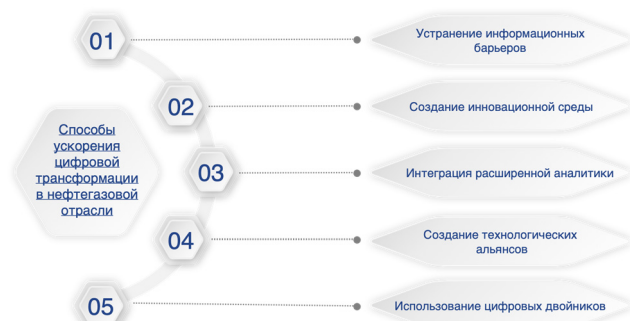 01
Устранение информационных
барьеров
02
Создание инновационной среды
Способы
ускорения
цифровой
трансформации
в нефтегазовой
отрасли
03
Интеграция расширенной аналитики
04
Создание технологических
альянсов
05
Использование цифровых двойников